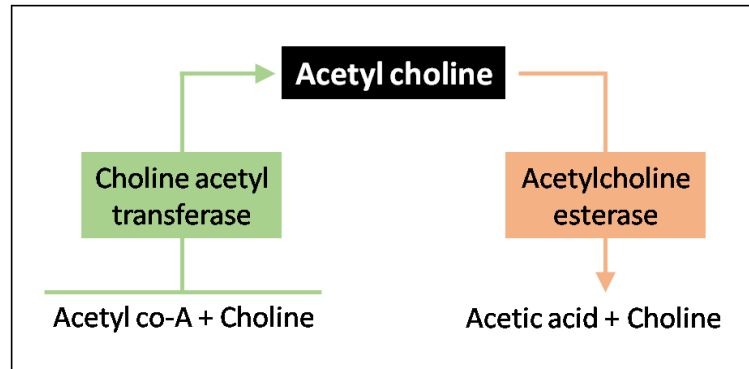 Acetyl choline
Choline acetyl
transferase
Acetylcholine
esterase
Acetyl co-A + Choline
Acetic acid + Choline